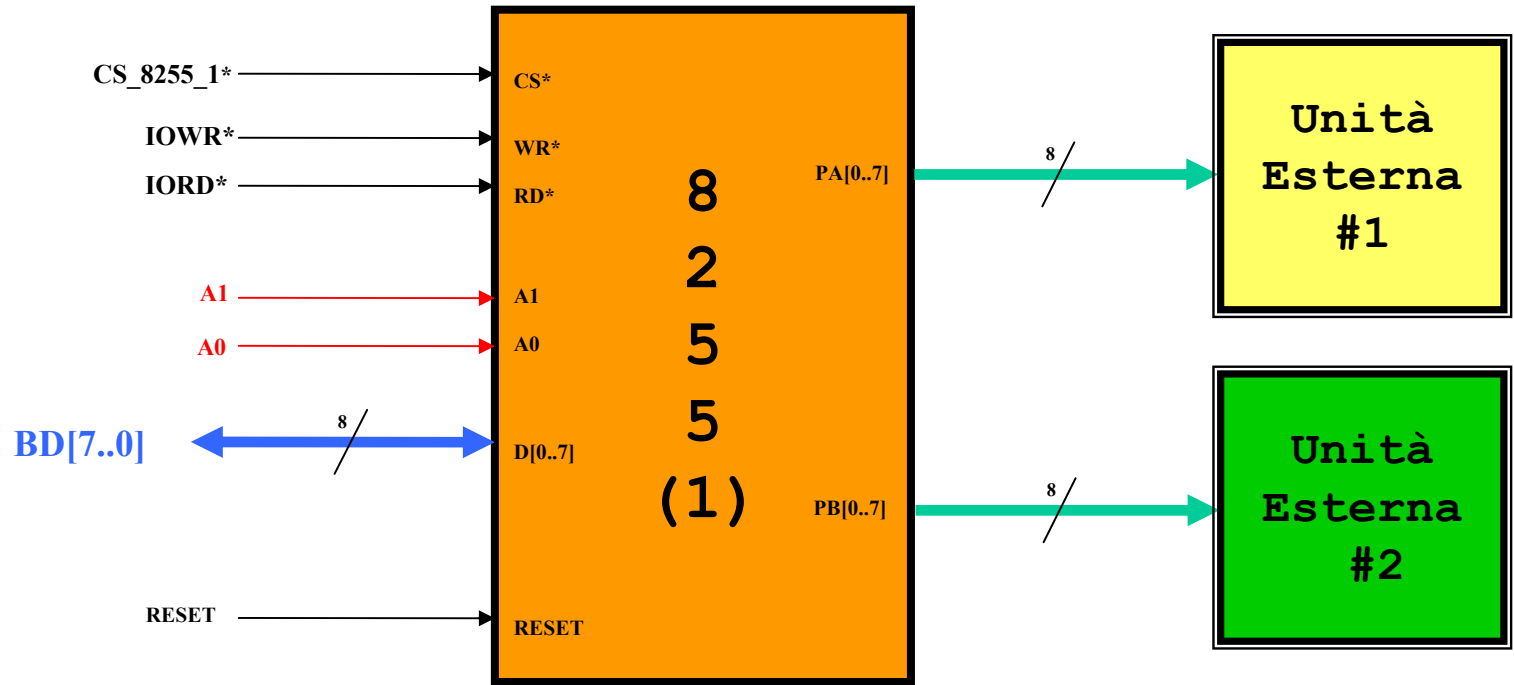 CS_8255_1*
IOWR*
IORD*
A1
A0
BD[7..0]
8
RESET
CS*
WR*
RD*
A1
A0
D[0..7]
RESET
8
2
5
5
(1)
PA[0..7]
PB[0..7]
8
8
Unità
Esterna
#1
Unità
Esterna
#2